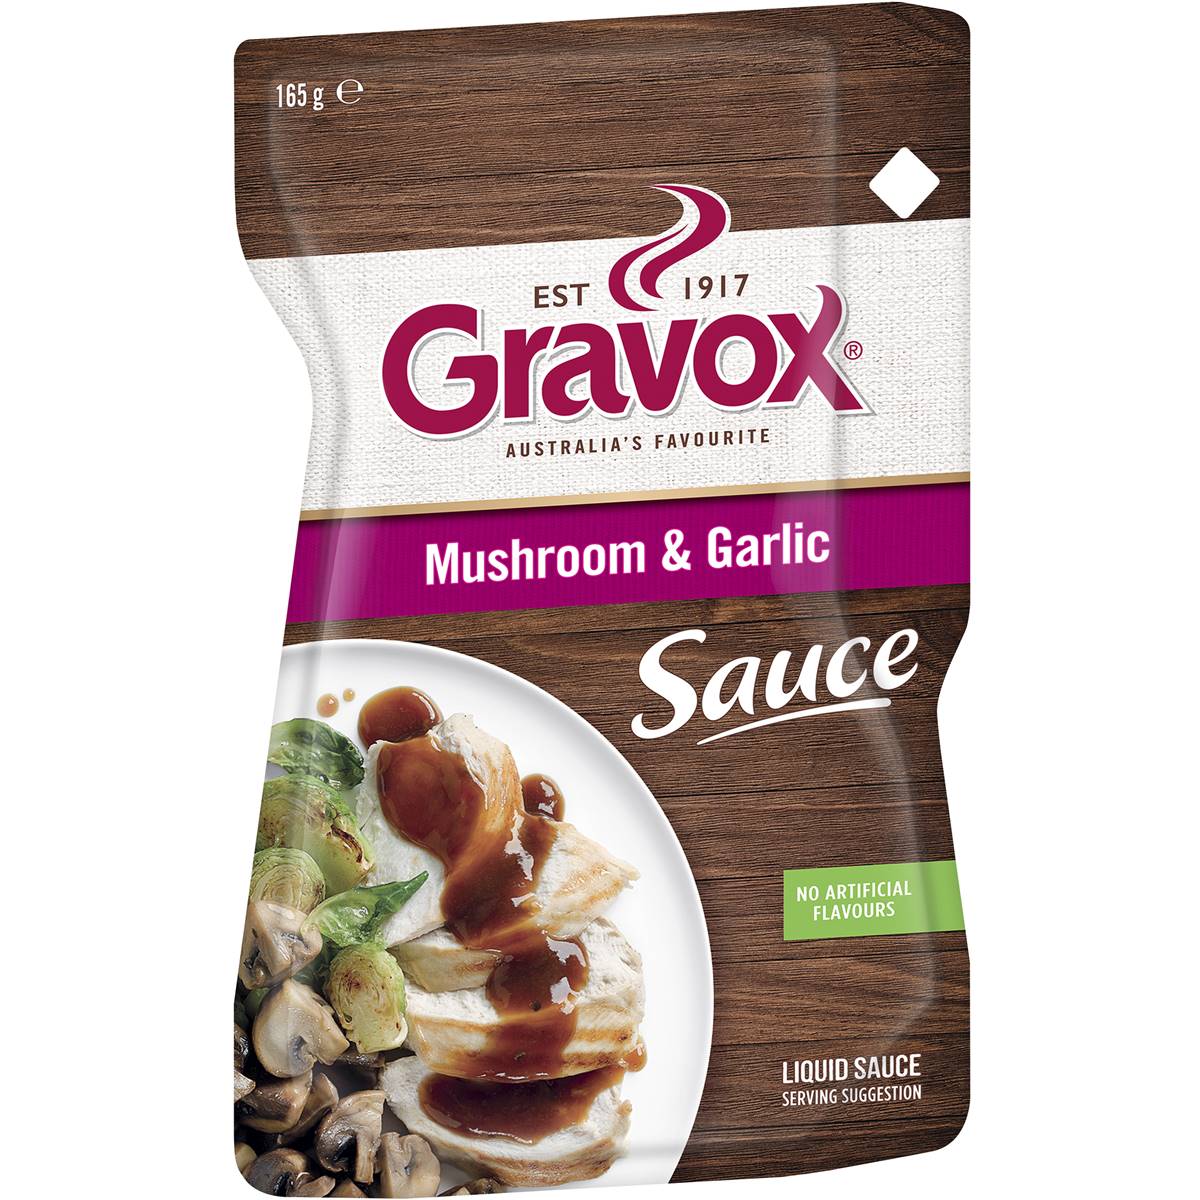 165 g ℮
EST 1917
Gravox®
AUSTRALIA'S FAVOURITE
Mushroom & Garlic
Sauce
NO ARTIFICIAL
FLAVOURS
LIQUID SAUCE
SERVING SUGGESTION